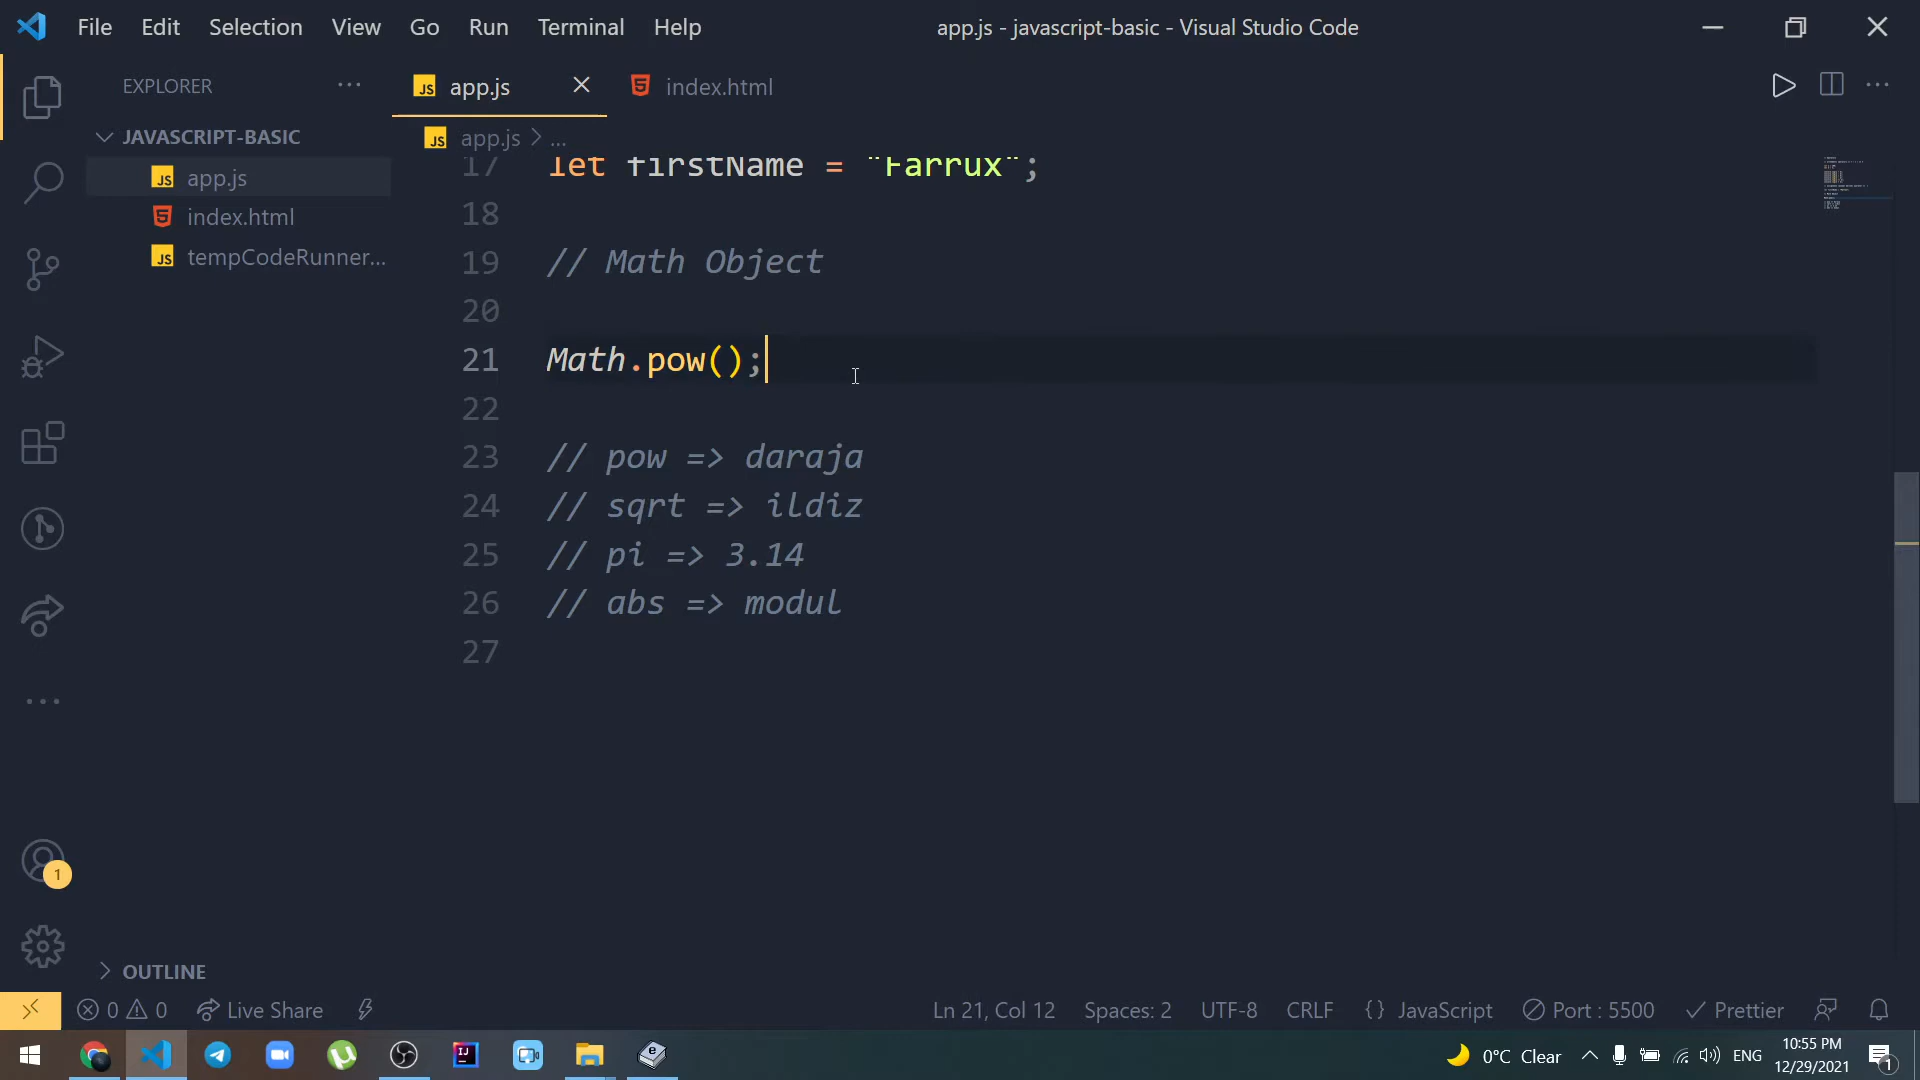 File Edit Selection View Go Run Terminal Help
app.js - javascript-basic - Visual Studio Code
EXPLORER
JAVASCRIPT-BASIC
JS app.js
index.html
JS tempCodeRunner...
JS app.js
index.html
JS app.js > ...
17 let firstName = "Farrux";
18
19 // Math Object
20
21 Math.pow();
22
23 // pow => daraja
24 // sqrt => ildiz
25 // pi => 3.14
26 // abs => modul
27
1
OUTLINE
0 0 Live Share
Ln 21, Col 12 Spaces: 2 UTF-8 CRLF {} JavaScript Port : 5500 Prettier
0°C Clear ENG
10:55 PM
12/29/2021
1